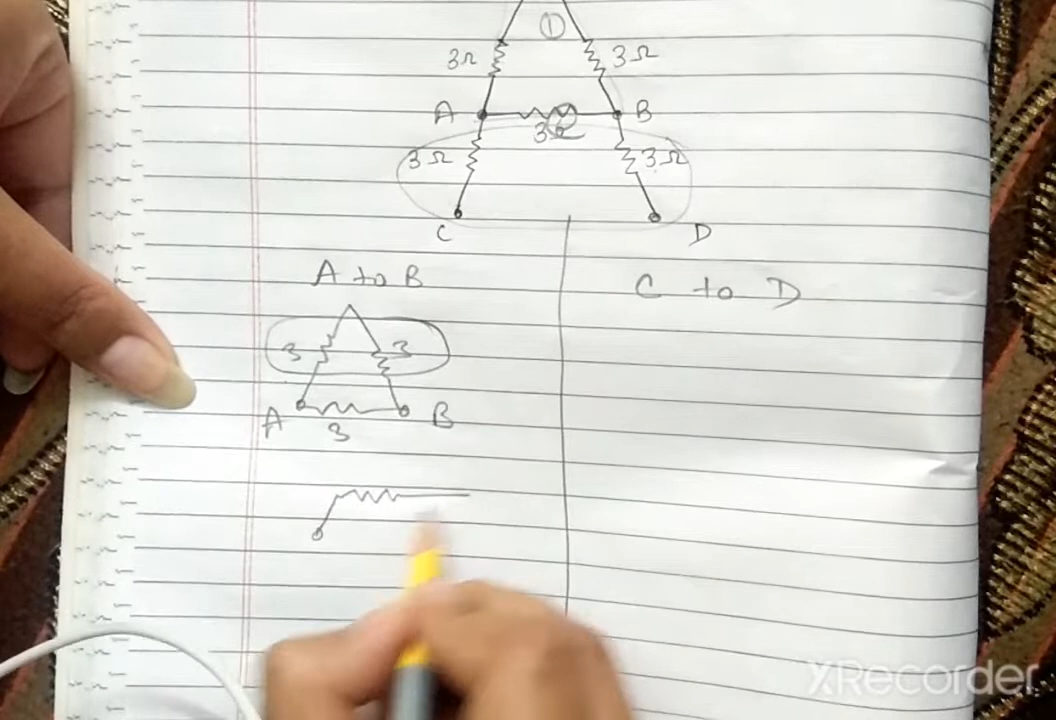 1
3Ω 3Ω
A B
3Ω
3Ω 3Ω
C D
A to B C to D
3 3
A B
3
XRecorder